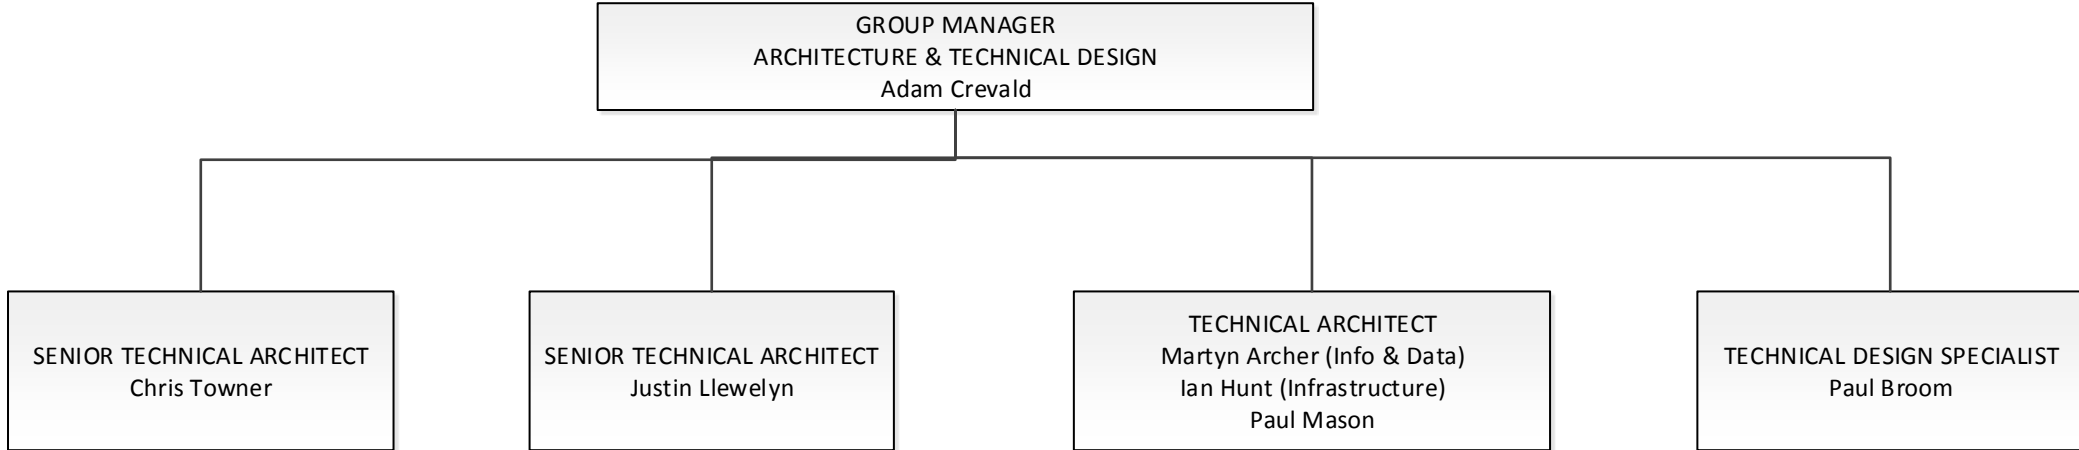 GROUP MANAGER
ARCHITECTURE & TECHNICAL DESIGN
Adam Crevald
SENIOR TECHNICAL ARCHITECT
Chris Towner
SENIOR TECHNICAL ARCHITECT
Justin Llewelyn
TECHNICAL ARCHITECT
Martyn Archer (Info & Data)
Ian Hunt (Infrastructure)
Paul Mason
TECHNICAL DESIGN SPECIALIST
Paul Broom